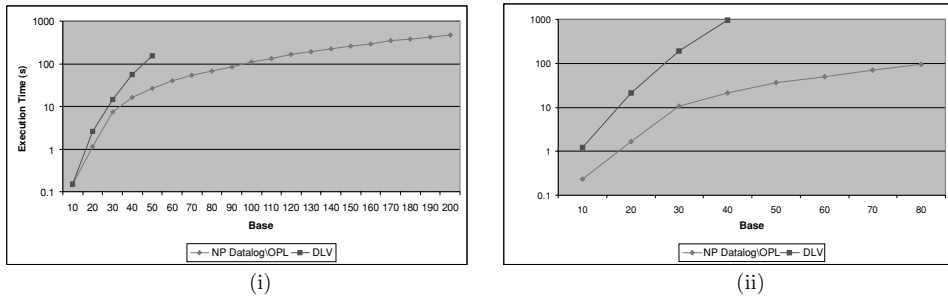 1000
100
10
1
0.1
Execution Time (s)
10 20 30 40 50 60 70 80 90 100 110 120 130 140 150 160 170 180 190 200
Base
NP Datalog\OPL DLV
(i)
1000
100
10
1
0.1
10 20 30 40 50 60 70 80
Base
NP Datalog\OPL DLV
(ii)